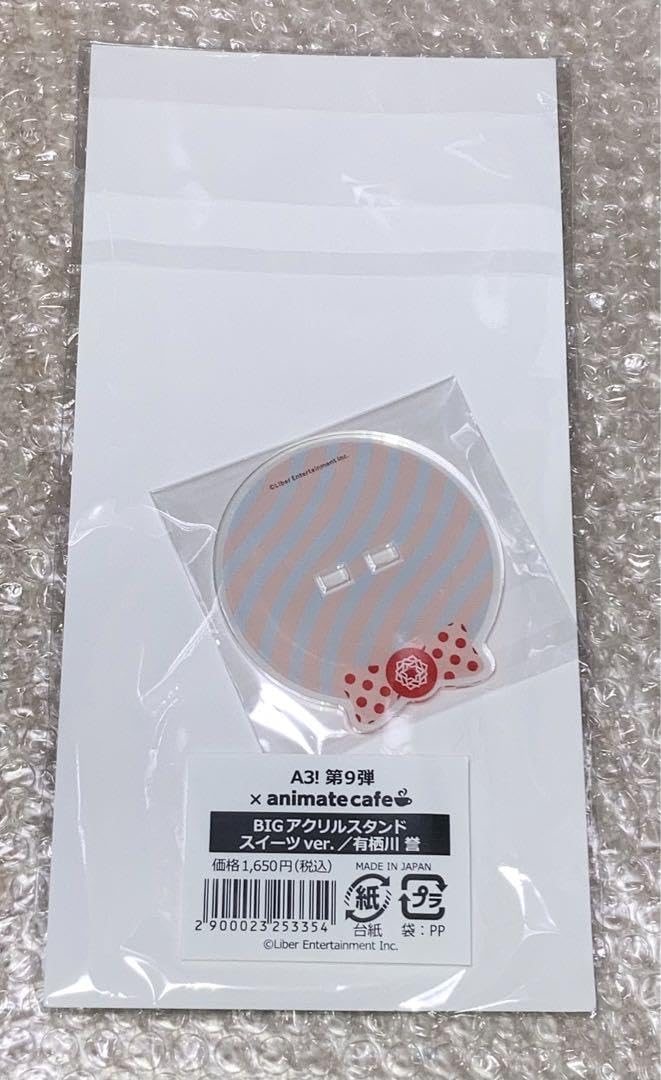 ©Liber Entertainment Inc.
A3! 第9弾
× animatecafe
BIGアクリルスタンド
スイーツver.／有栖川 誉
価格1,650円(税込)
MADE IN JAPAN
紙
プラ
台紙 袋：PP
2900023253354
©Liber Entertainment Inc.